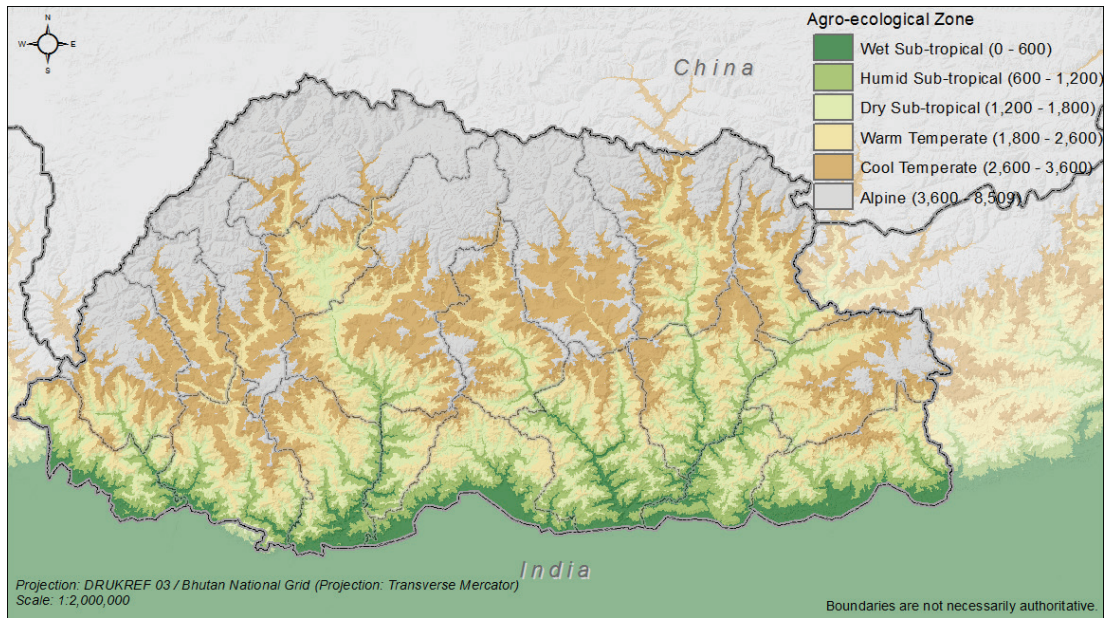 N
W E
S
China
Agro-ecological Zone
Wet Sub-tropical (0 - 600)
Humid Sub-tropical (600 - 1,200)
Dry Sub-tropical (1,200 - 1,800)
Warm Temperate (1,800 - 2,600)
Cool Temperate (2,600 - 3,600)
Alpine (3,600 - 8,509)
India
Projection: DRUKREF 03 / Bhutan National Grid (Projection: Transverse Mercator)
Scale: 1:2,000,000
Boundaries are not necessarily authoritative.